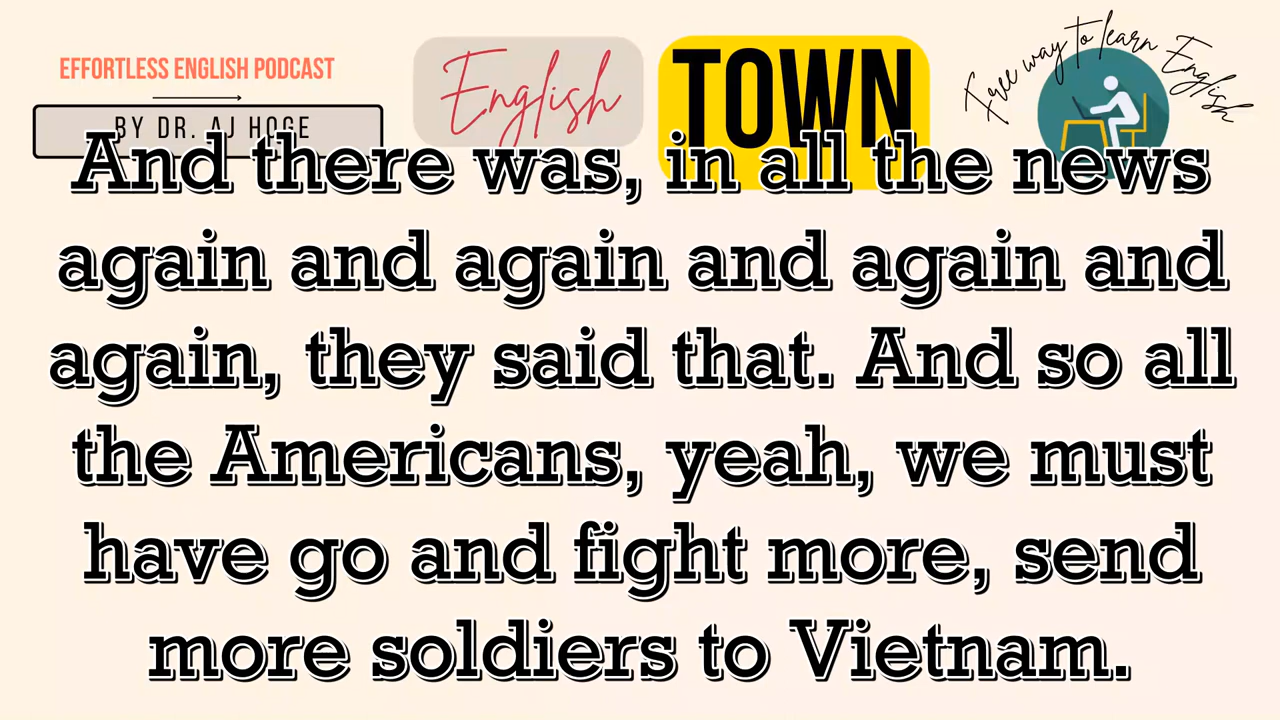 EFFORTLESS ENGLISH PODCAST
BY DR. AJ HOGE
English
TOWN
Free way to learn English
And there was, in all the news
again and again and again and
again, they said that. And so all
the Americans, yeah, we must
have go and fight more, send
more soldiers to Vietnam.